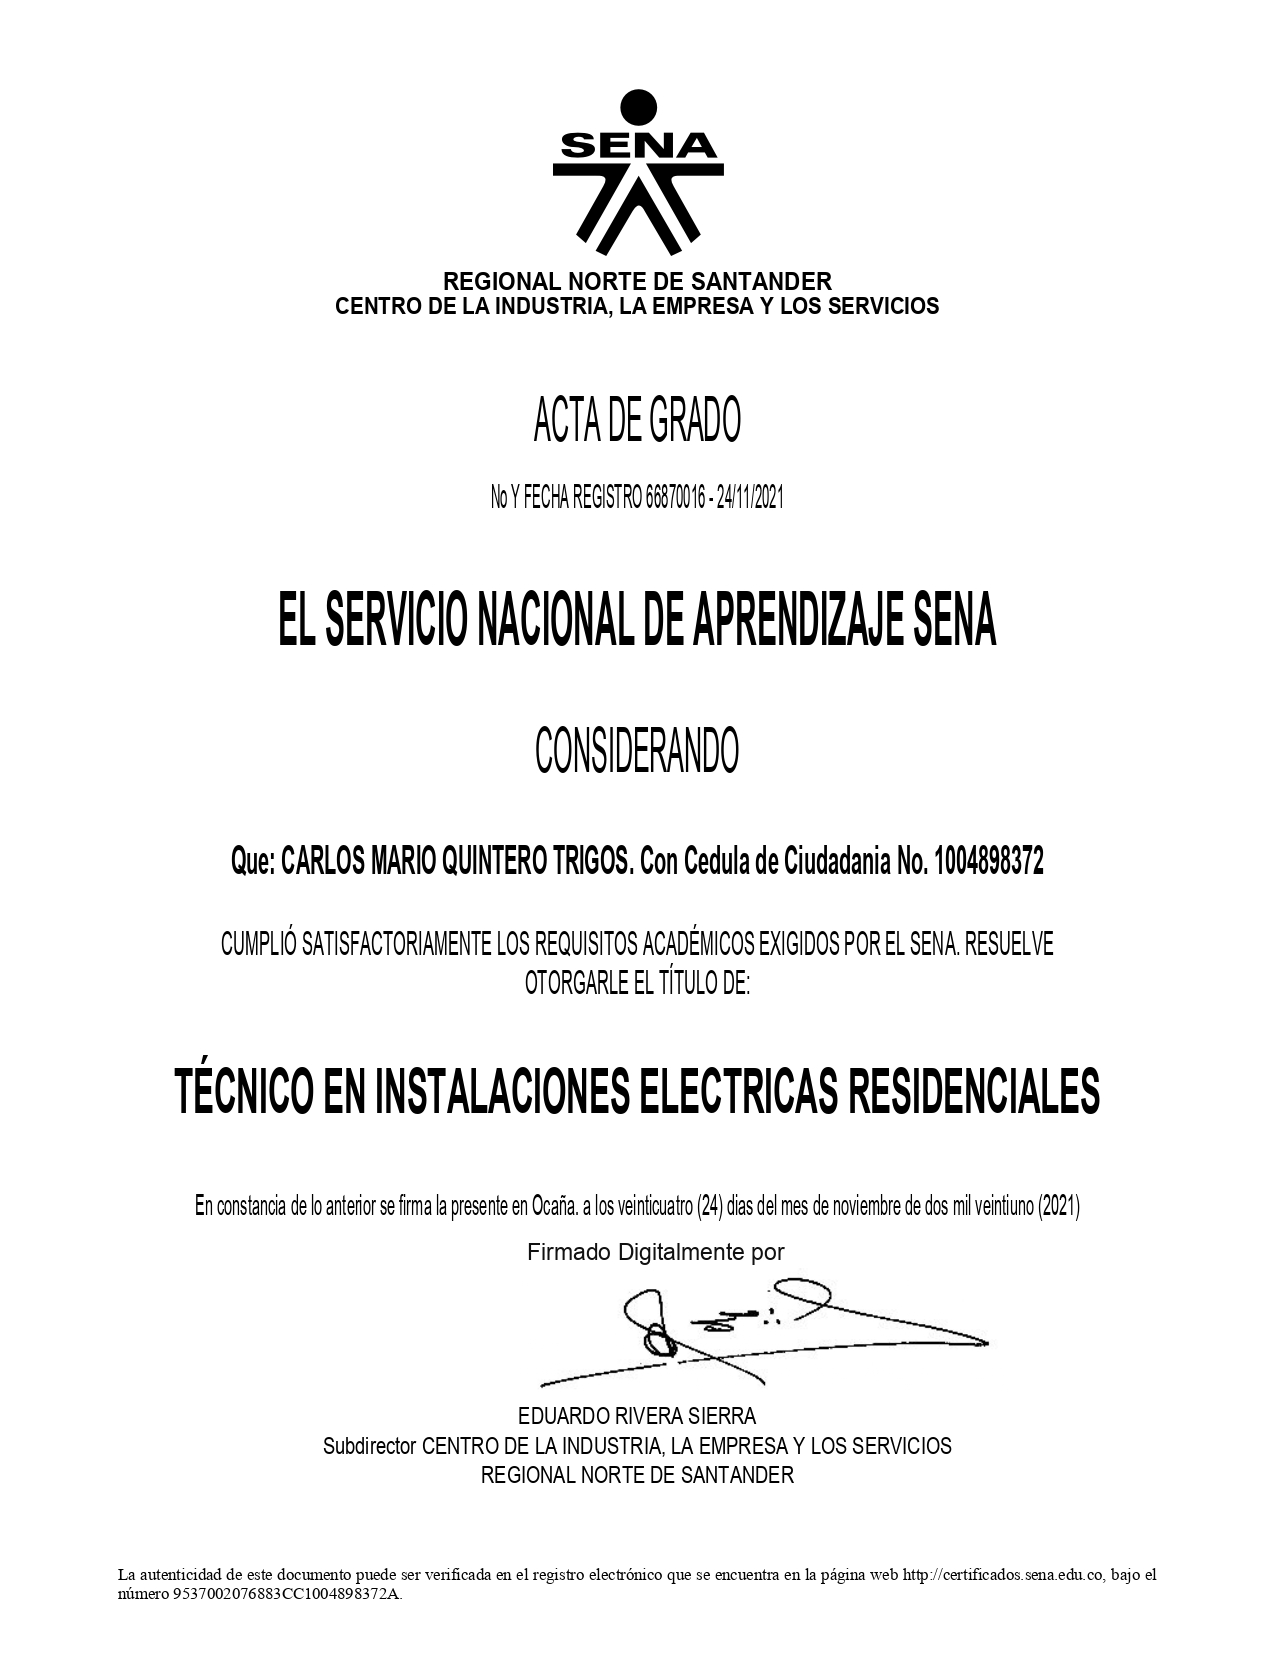 SENA
REGIONAL NORTE DE SANTANDER
CENTRO DE LA INDUSTRIA, LA EMPRESA Y LOS SERVICIOS
ACTA DE GRADO
No Y FECHA REGISTRO 66870016 - 24/11/2021
EL SERVICIO NACIONAL DE APRENDIZAJE SENA
CONSIDERANDO
Que: CARLOS MARIO QUINTERO TRIGOS. Con Cedula de Ciudadania No. 1004898372
CUMPLIÓ SATISFACTORIAMENTE LOS REQUISITOS ACADÉMICOS EXIGIDOS POR EL SENA. RESUELVE
OTORGARLE EL TÍTULO DE:
TÉCNICO EN INSTALACIONES ELECTRICAS RESIDENCIALES
En constancia de lo anterior se firma la presente en Ocaña. a los veinticuatro (24) dias del mes de noviembre de dos mil veintiuno (2021)
Firmado Digitalmente por
EDUARDO RIVERA SIERRA
Subdirector CENTRO DE LA INDUSTRIA, LA EMPRESA Y LOS SERVICIOS
REGIONAL NORTE DE SANTANDER
La autenticidad de este documento puede ser verificada en el registro electrónico que se encuentra en la página web http://certificados.sena.edu.co, bajo el
número 9537002076883CC1004898372A.